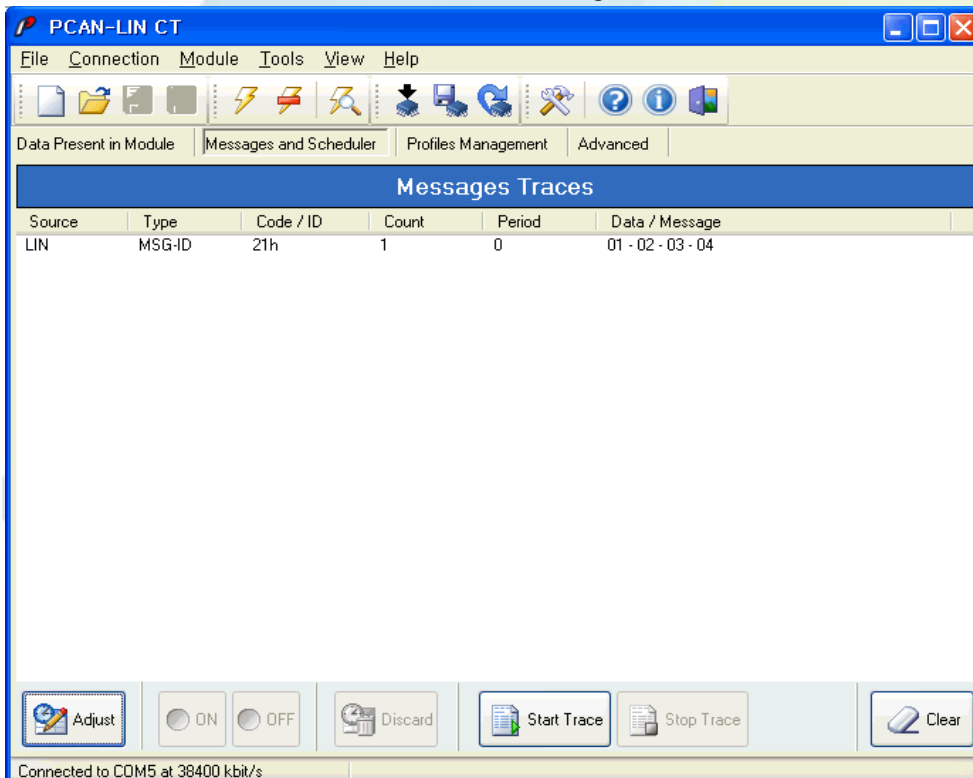 PCAN-LIN CT
File Connection Module Tools View Help
Data Present in Module Messages and Scheduler Profiles Management Advanced
Messages Traces
Source Type Code / ID Count Period Data / Message
LIN MSG-ID 21h 1 0 01 - 02 - 03 - 04
Adjust ON OFF Discard Start Trace Stop Trace Clear
Connected to COM5 at 38400 kbit/s